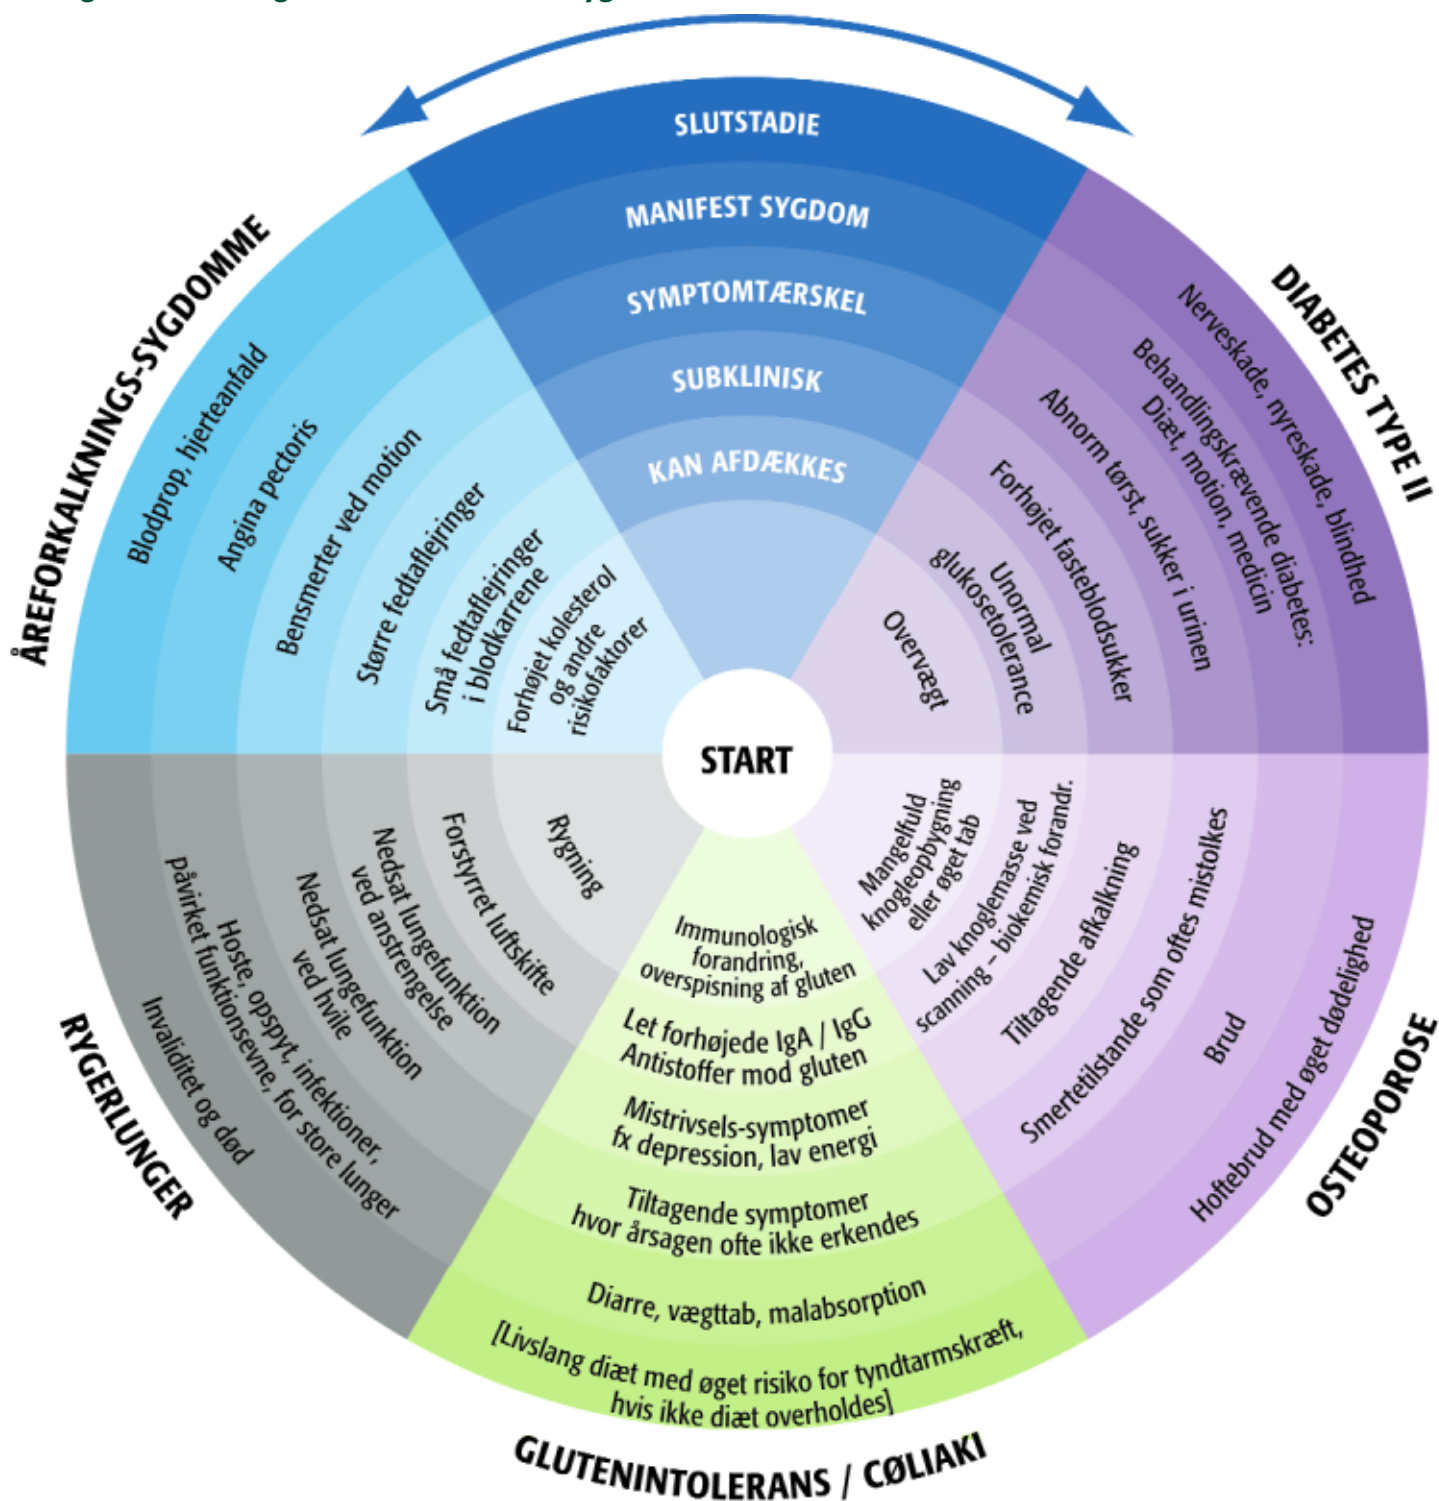 SLUTSTADIE
MANIFEST SYGDOM
SYMPTOMTÆRSKEL
SUBKLINISK
KAN AFDÆKKES
START
DIABETES TYPE II
Nerveskade, nyreskade, blindhed
Behandlingskrævende diabetes:
Diæt, motion, medicin
Abnorm tørst, sukker i urinen
Forhøjet fasteblodsukker
Unormal
glukosetolerance
Overvægt
OSTEOPOROSE
Mangelfuld
knogleopbygning
eller øget tab
Lav knoglemasse ved
scanning – biokemisk forandr.
Tiltagende afkalkning
Smertetilstande som oftes mistolkes
Brud
Hoftebrud med øget dødelighed
GLUTENINTOLERANS / CØLIAKI
Immunologisk
forandring,
overspisning af gluten
Let forhøjede IgA / IgG
Antistoffer mod gluten
Mistrivsels-symptomer
fx depression, lav energi
Tiltagende symptomer
hvor årsagen ofte ikke erkendes
Diarre, vægttab, malabsorption
[Livslang diæt med øget risiko for tyndtarmskræft,
hvis ikke diæt overholdes]
RYGERLUNGER
Rygning
Forstyrret luftskifte
Nedsat lungefunktion
ved anstrengelse
Nedsat lungefunktion
ved hvile
Hoste, opspyt, infektioner,
påvirket funktionsevne, for store lunger
Invaliditet og død
ÅREFORKALKNINGS-SYGDOMME
Blodprop, hjerteanfald
Angina pectoris
Bensmerter ved motion
Større fedtaflejringer
Små fedtaflejringer
i blodkarrene
Forhøjet kolesterol
og andre
risikofaktorer